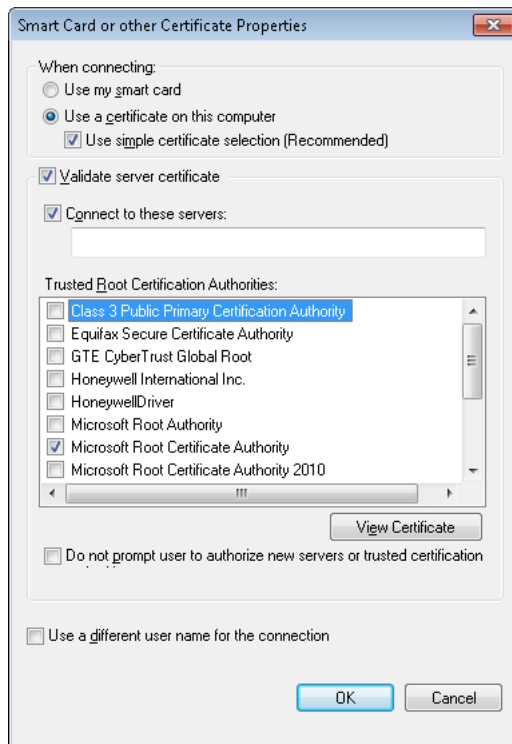 Smart Card or other Certificate Properties
When connecting:
Use my smart card
Use a certificate on this computer
Use simple certificate selection (Recommended)
Validate server certificate
Connect to these servers:
Trusted Root Certification Authorities:
Class 3 Public Primary Certification Authority
Equifax Secure Certificate Authority
GTE CyberTrust Global Root
Honeywell International Inc.
HoneywellDriver
Microsoft Root Authority
Microsoft Root Certificate Authority
Microsoft Root Certificate Authority 2010
View Certificate
Do not prompt user to authorize new servers or trusted certification
Use a different user name for the connection
OK
Cancel